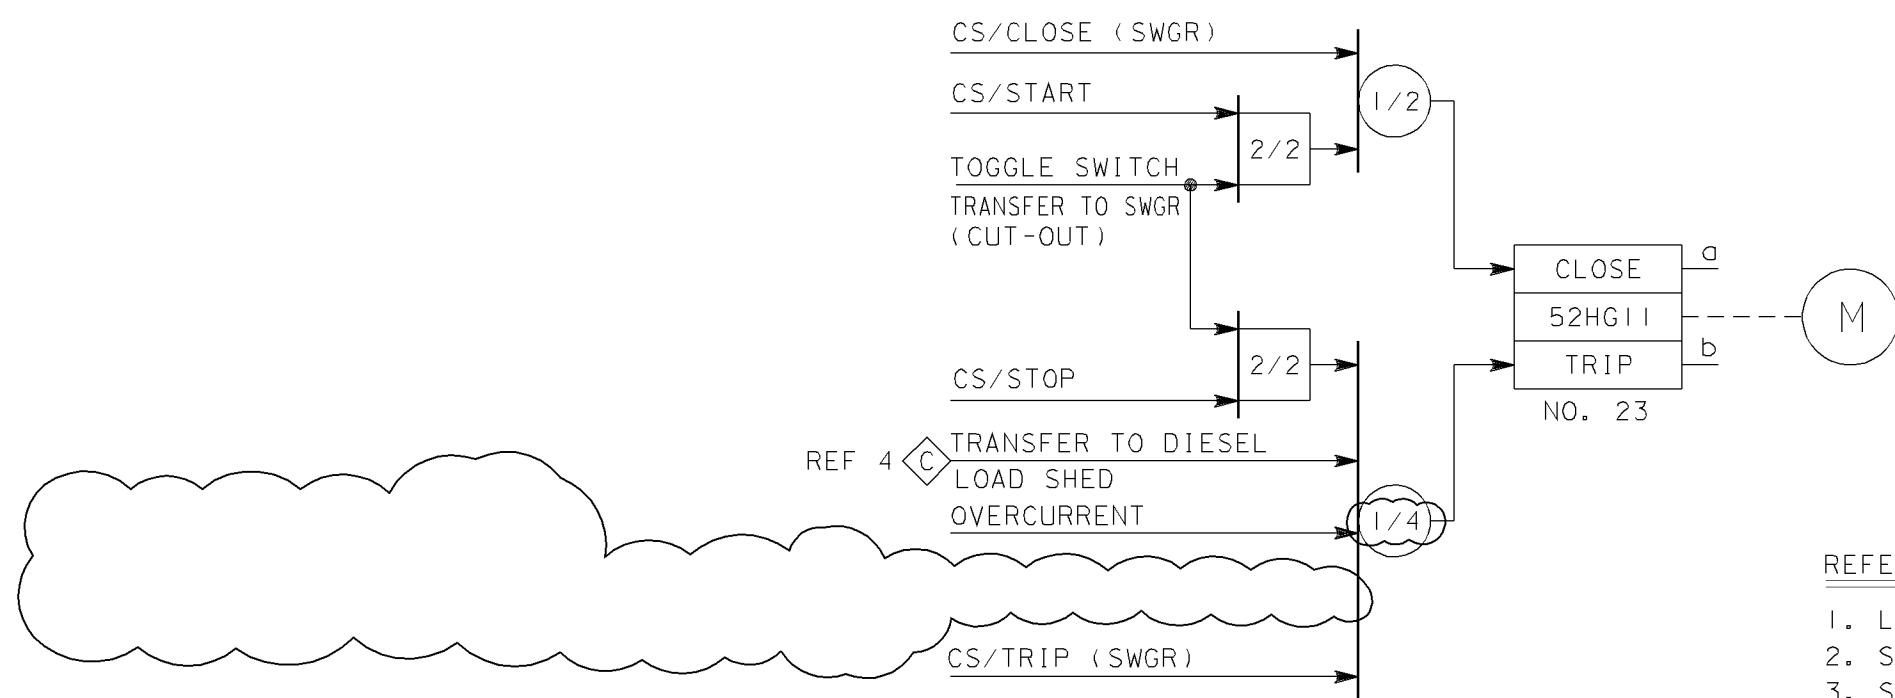 CS/CLOSE (SWGR)
CS/START
1/2
2/2
TOGGLE SWITCH
TRANSFER TO SWGR
(CUT-OUT)
CLOSE
a
52HG11
M
TRIP
b
2/2
CS/STOP
NO. 23
REF 4
C
TRANSFER TO DIESEL
LOAD SHED
OVERCURRENT
1/4
REFE
1. L
2. S
3. S
CS/TRIP (SWGR)